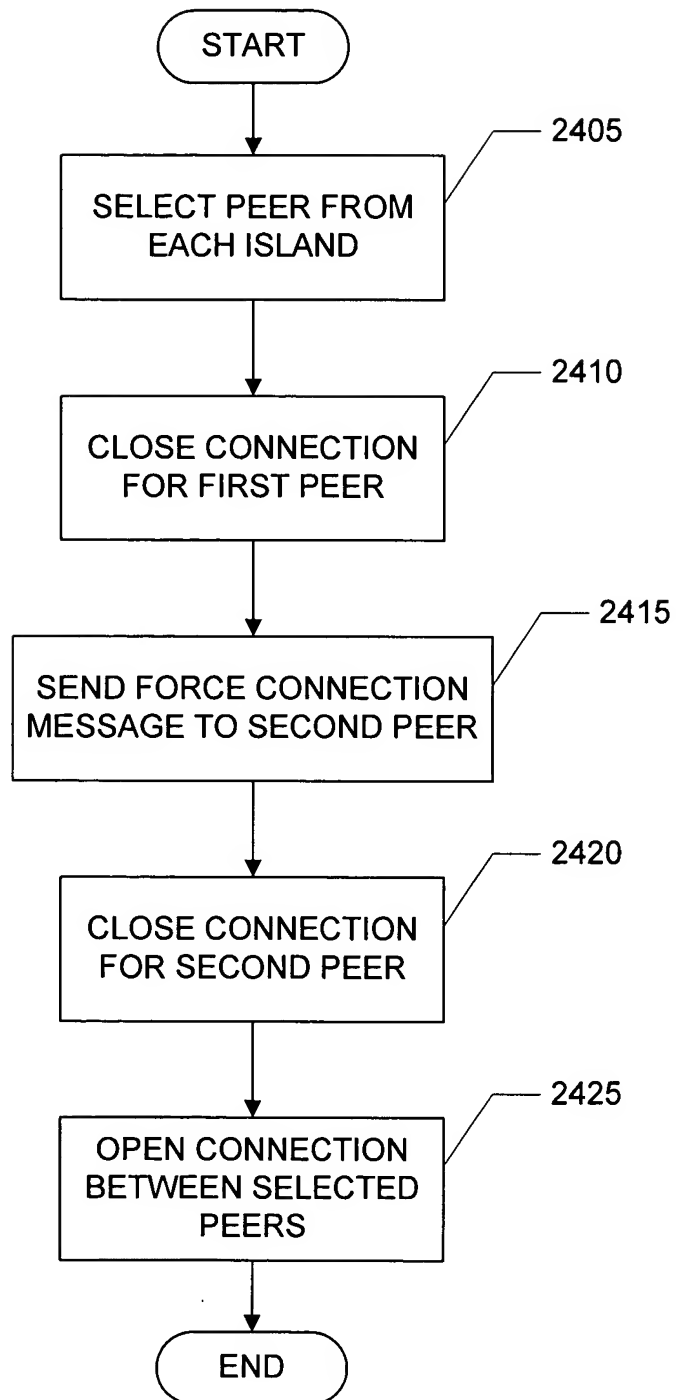 START
2405
SELECT PEER FROM
EACH ISLAND
2410
CLOSE CONNECTION
FOR FIRST PEER
2415
SEND FORCE CONNECTION
MESSAGE TO SECOND PEER
2420
CLOSE CONNECTION
FOR SECOND PEER
2425
OPEN CONNECTION
BETWEEN SELECTED
PEERS
END